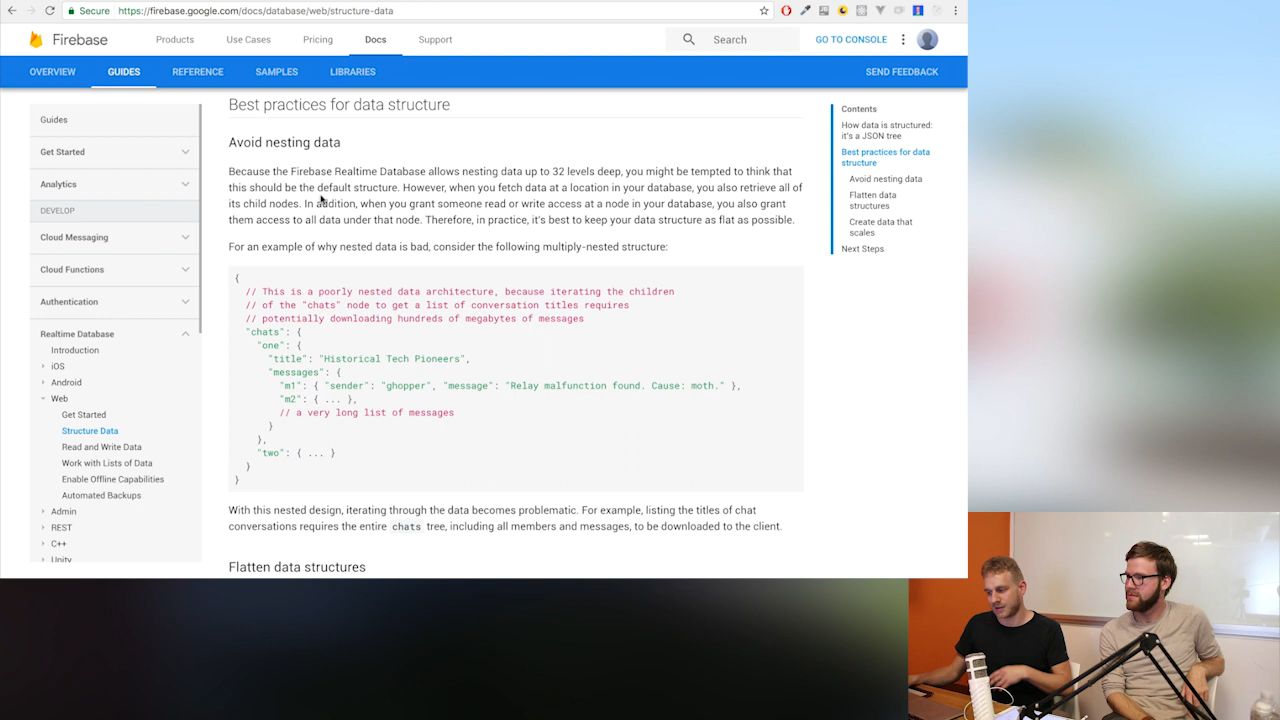 Secure https://firebase.google.com/docs/database/web/structure-data
Firebase Products Use Cases Pricing Docs Support Search GO TO CONSOLE
OVERVIEW GUIDES REFERENCE SAMPLES LIBRARIES SEND FEEDBACK
Guides
Get Started
Analytics
DEVELOP
Cloud Messaging
Cloud Functions
Authentication
Realtime Database
Introduction
iOS
Android
Web
Get Started
Structure Data
Read and Write Data
Work with Lists of Data
Enable Offline Capabilities
Automated Backups
Admin
REST
C++
Unity
Best practices for data structure
Avoid nesting data
Because the Firebase Realtime Database allows nesting data up to 32 levels deep, you might be tempted to think that
this should be the default structure. However, when you fetch data at a location in your database, you also retrieve all of
its child nodes. In addition, when you grant someone read or write access at a node in your database, you also grant
them access to all data under that node. Therefore, in practice, it's best to keep your data structure as flat as possible.
For an example of why nested data is bad, consider the following multiply-nested structure:
{
// This is a poorly nested data architecture, because iterating the children
// of the "chats" node to get a list of conversation titles requires
// potentially downloading hundreds of megabytes of messages
"chats": {
"one": {
"title": "Historical Tech Pioneers",
"messages": {
"m1": { "sender": "ghopper", "message": "Relay malfunction found. Cause: moth." },
"m2": { ... },
// a very long list of messages
}
},
"two": { ... }
}
}
With this nested design, iterating through the data becomes problematic. For example, listing the titles of chat
conversations requires the entire chats tree, including all members and messages, to be downloaded to the client.
Flatten data structures
Contents
How data is structured:
it's a JSON tree
Best practices for data
structure
Avoid nesting data
Flatten data
structures
Create data that
scales
Next Steps